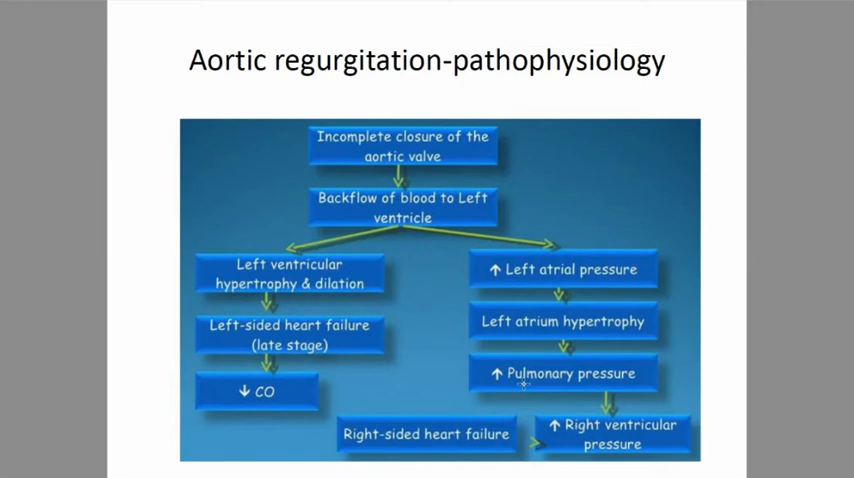 Aortic regurgitation-pathophysiology
Incomplete closure of the
aortic valve
Backflow of blood to Left
ventricle
Left ventricular
hypertrophy & dilation
Left-sided heart failure
(late stage)
↓ CO
↑ Left atrial pressure
Left atrium hypertrophy
↑ Pulmonary pressure
↑ Right ventricular
pressure
Right-sided heart failure